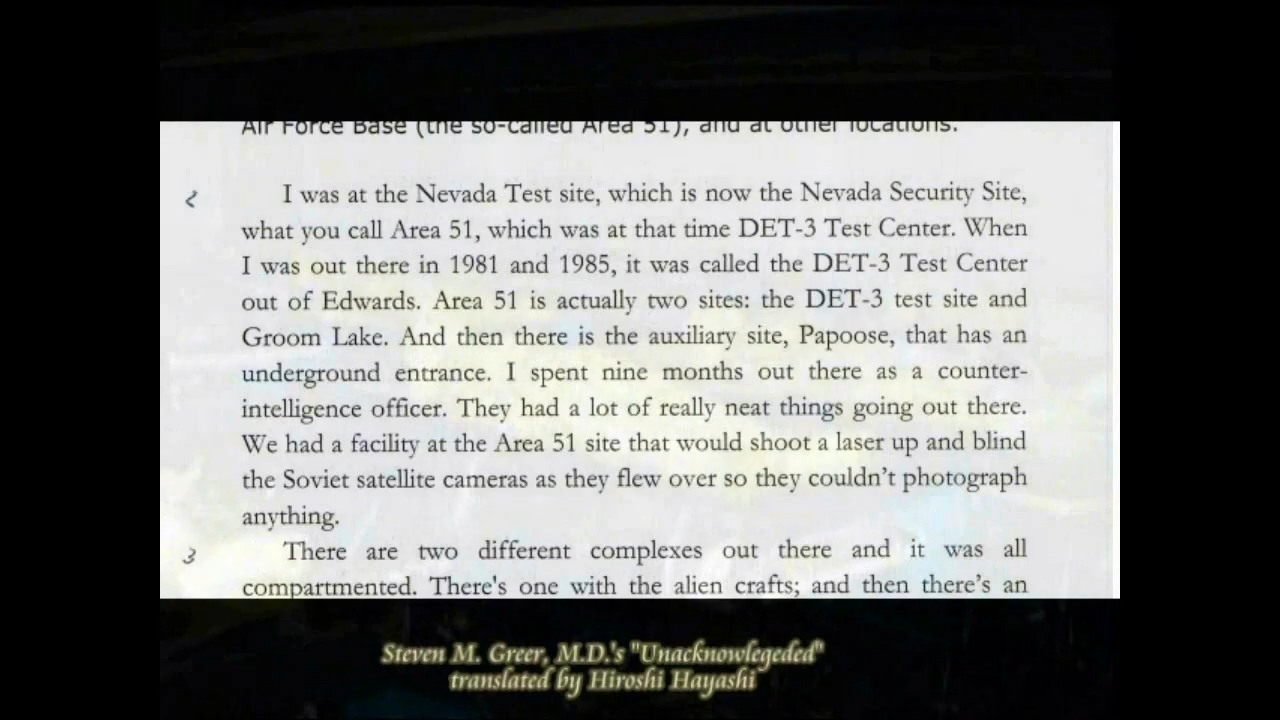 Air Force Base (the so-called Area 51), and at other locations.
2
I was at the Nevada Test site, which is now the Nevada Security Site,
what you call Area 51, which was at that time DET-3 Test Center. When
I was out there in 1981 and 1985, it was called the DET-3 Test Center
out of Edwards. Area 51 is actually two sites: the DET-3 test site and
Groom Lake. And then there is the auxiliary site, Papoose, that has an
underground entrance. I spent nine months out there as a counter-
intelligence officer. They had a lot of really neat things going out there.
We had a facility at the Area 51 site that would shoot a laser up and blind
the Soviet satellite cameras as they flew over so they couldn’t photograph
anything.
3
There are two different complexes out there and it was all
compartmented. There's one with the alien crafts; and then there’s an
Steven M. Greer, M.D.'s "Unacknowlegeded"
translated by Hiroshi Hayashi